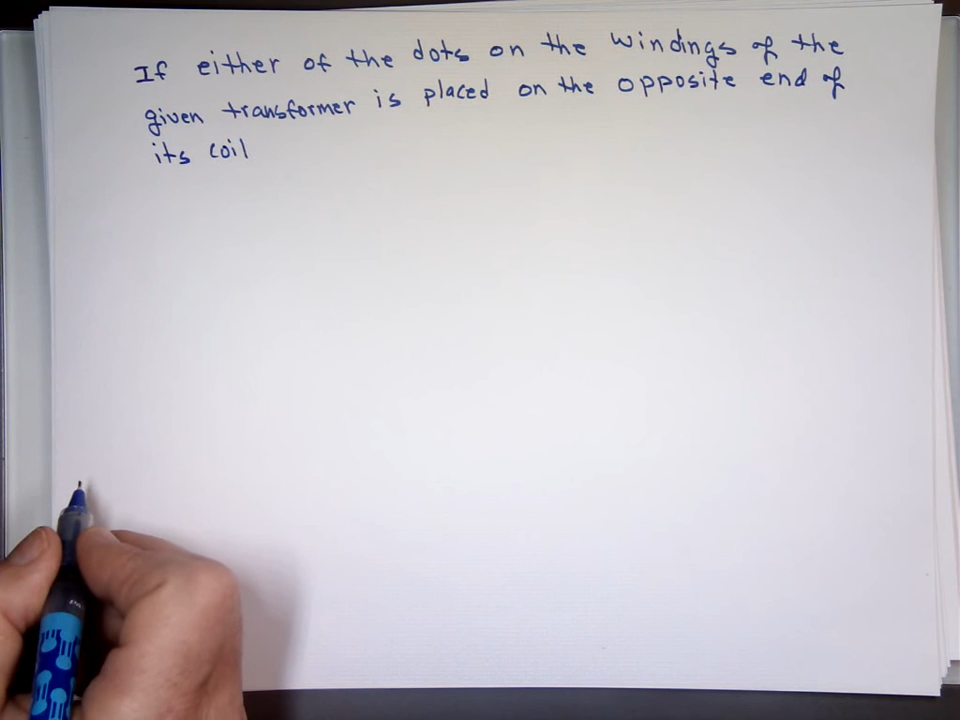 If either of the dots on the windings of the
given transformer is placed on the opposite end of
its coil